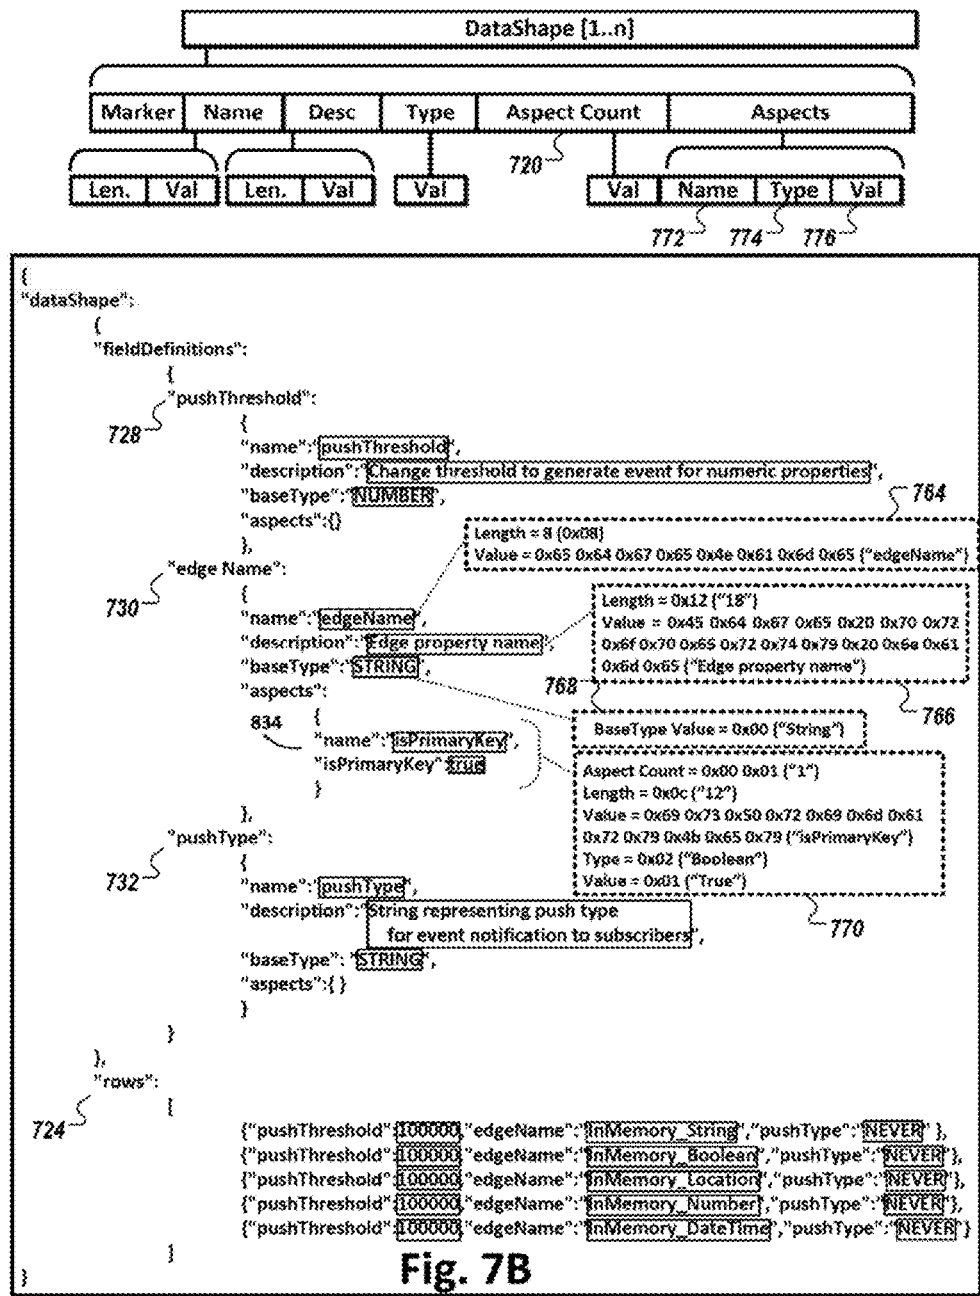 DataShape [1..n]
Marker Name Desc Type Aspect Count Aspects
720
Len. Val Len. Val Val Val Name Type Val
772 774 776
{
"dataShape":
{
"fieldDefinitions":
{
"pushThreshold":
728
{
"name":"pushThreshold",
"description":"Change threshold to generate event for numeric properties",
"baseType":"NUMBER",
"aspects":{}
},
764
Length = 8 (0x08)
Value = 0x65 0x64 0x67 0x65 0x4e 0x61 0x6d 0x65 ("edgeName")
"edge Name":
730
{
"name":"edgeName",
"description":"Edge property name",
"baseType":"STRING",
"aspects":
Length = 0x12 ("18")
Value = 0x45 0x64 0x67 0x65 0x20 0x70 0x72
0x6f 0x70 0x65 0x72 0x74 0x79 0x20 0x6e 0x61
0x6d 0x65 ("Edge property name")
768
766
BaseType Value = 0x00 ("String")
834
{
"name":"isPrimaryKey",
"isPrimaryKey":true
}
},
Aspect Count = 0x00 0x01 ("1")
Length = 0x0c ("12")
Value = 0x69 0x73 0x50 0x72 0x69 0x6d 0x61
0x72 0x79 0x4b 0x65 0x79 ("isPrimaryKey")
Type = 0x02 ("Boolean")
Value = 0x01 ("True")
770
"pushType":
732
{
"name":"pushType",
"description":"String representing push type
for event notification to subscribers",
"baseType": "STRING",
"aspects":{ }
}
}
},
"rows":
724
[
{"pushThreshold":100000,"edgeName":"InMemory_String","pushType":"NEVER" },
{"pushThreshold":100000,"edgeName":"InMemory_Boolean","pushType":"NEVER"},
{"pushThreshold":100000,"edgeName":"InMemory_Location","pushType":"NEVER"},
{"pushThreshold":100000,"edgeName":"InMemory_Number","pushType":"NEVER"},
{"pushThreshold":100000,"edgeName":"InMemory_DateTime","pushType":"NEVER"}
]
}
Fig. 7B